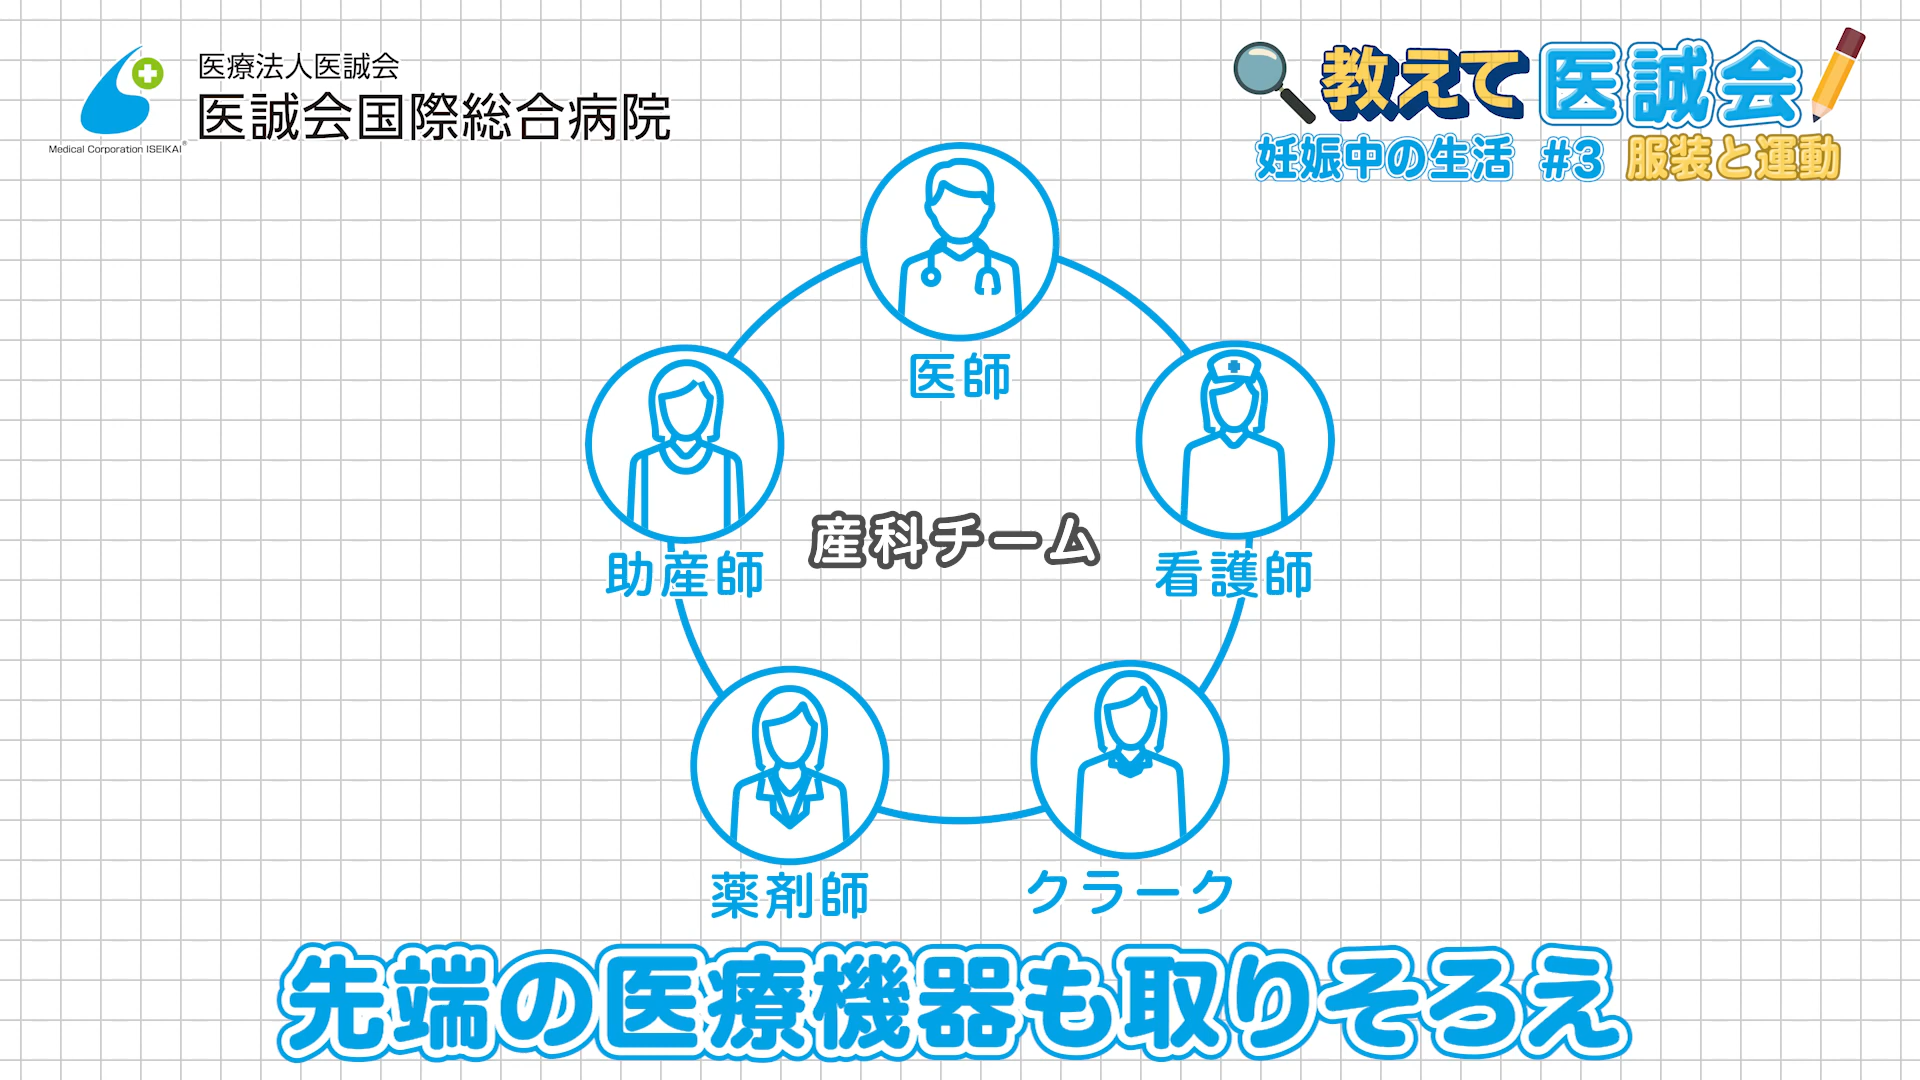 医療法人医誠会
医誠会国際総合病院
Medical Corporation ISEIKAI®
教えて医誠会
妊娠中の生活 #3 服装と運動
医師
産科チーム
助産師
看護師
薬剤師
クラーク
先端の医療機器も取りそろえ